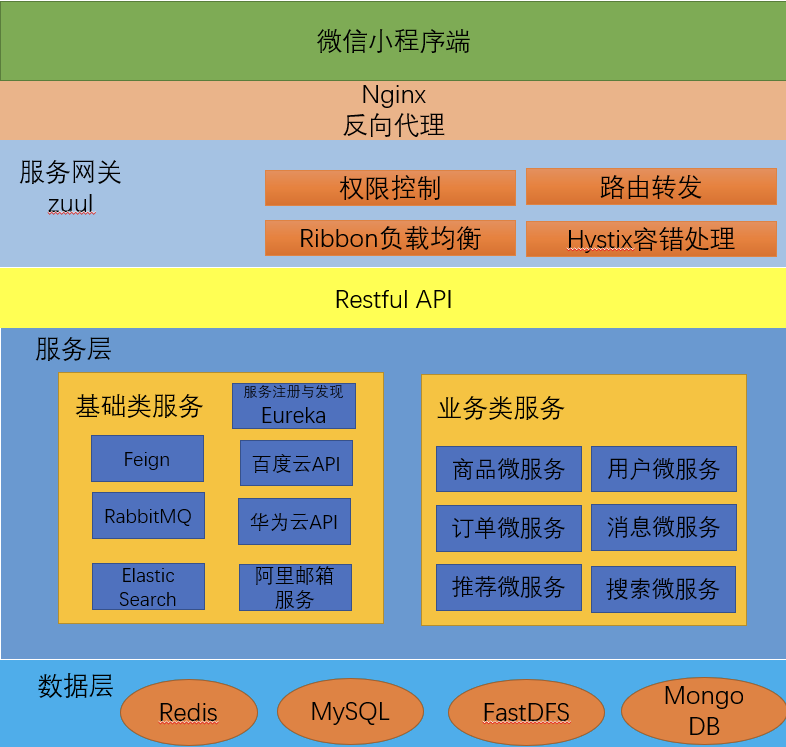 微信小程序端
Nginx
反向代理
服务网关
zuul
权限控制
路由转发
Ribbon负载均衡
Hystix容错处理
Restful API
服务层
基础类服务
服务注册与发现
Eureka
Feign
百度云API
RabbitMQ
华为云API
Elastic
Search
阿里邮箱
服务
业务类服务
商品微服务
用户微服务
订单微服务
消息微服务
推荐微服务
搜索微服务
数据层
Redis
MySQL
FastDFS
Mongo
DB